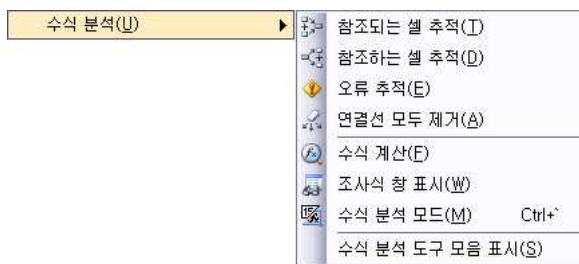 수식 분석(U)
참조되는 셀 추적(T)
참조하는 셀 추적(D)
오류 추적(E)
연결선 모두 제거(A)
수식 계산(F)
조사식 창 표시(W)
수식 분석 모드(M) Ctrl+`
수식 분석 도구 모음 표시(S)